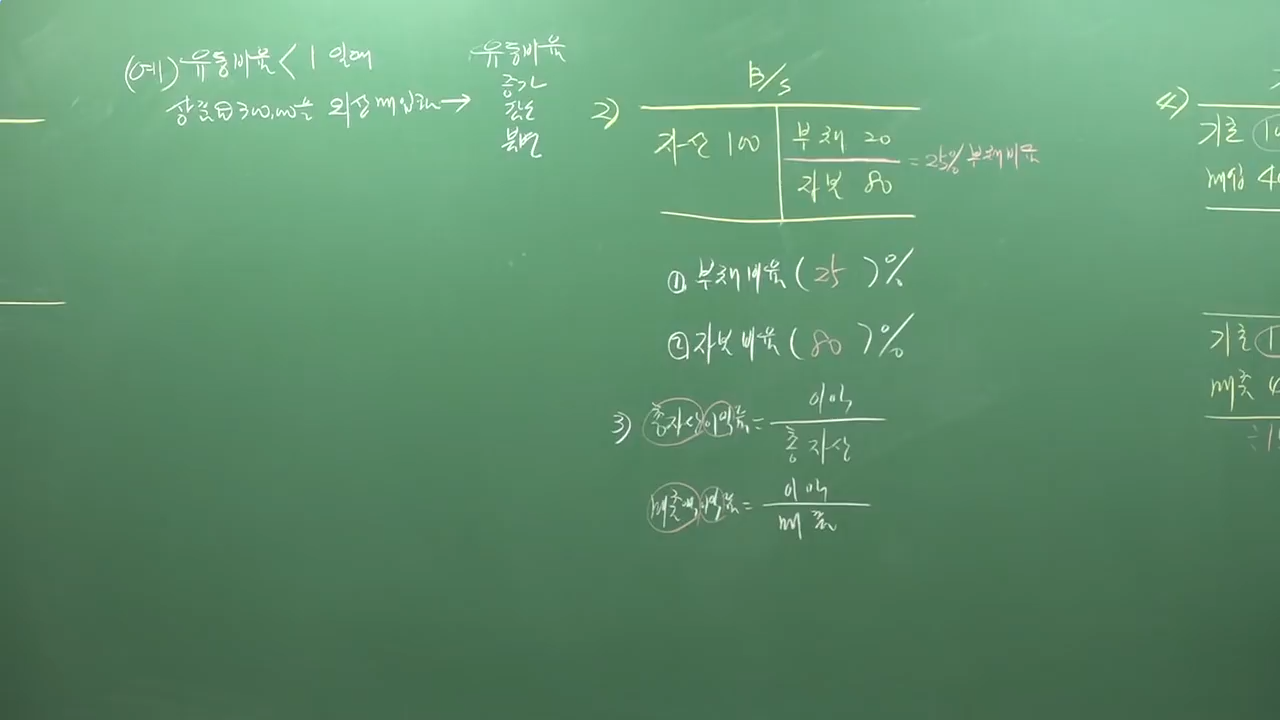 (예) 유동비율 < 1 일때
상품 ₩300,000을 외상매입하면 →
유동비율
증가
감소
불변
2)
B/S
자산 100
부채 20
자본 80
= 25% 부채비율
① 부채비율 ( 25 ) %
② 자본비율 ( 80 ) %
3) 총자산이익률 = 이익 / 총자산
매출액이익률 = 이익 / 매출
4)
기초
매입
기초
매출